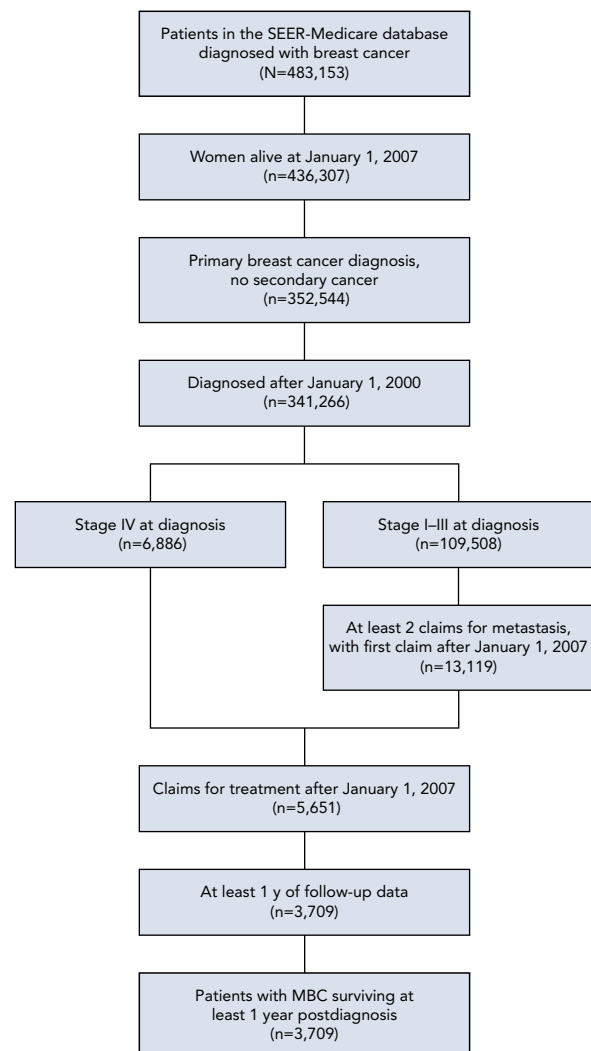 Patients in the SEER-Medicare database
diagnosed with breast cancer
(N=483,153)
Women alive at January 1, 2007
(n=436,307)
Primary breast cancer diagnosis,
no secondary cancer
(n=352,544)
Diagnosed after January 1, 2000
(n=341,266)
Stage IV at diagnosis
(n=6,886)
Stage I–III at diagnosis
(n=109,508)
At least 2 claims for metastasis,
with first claim after January 1, 2007
(n=13,119)
Claims for treatment after January 1, 2007
(n=5,651)
At least 1 y of follow-up data
(n=3,709)
Patients with MBC surviving at
least 1 year postdiagnosis
(n=3,709)